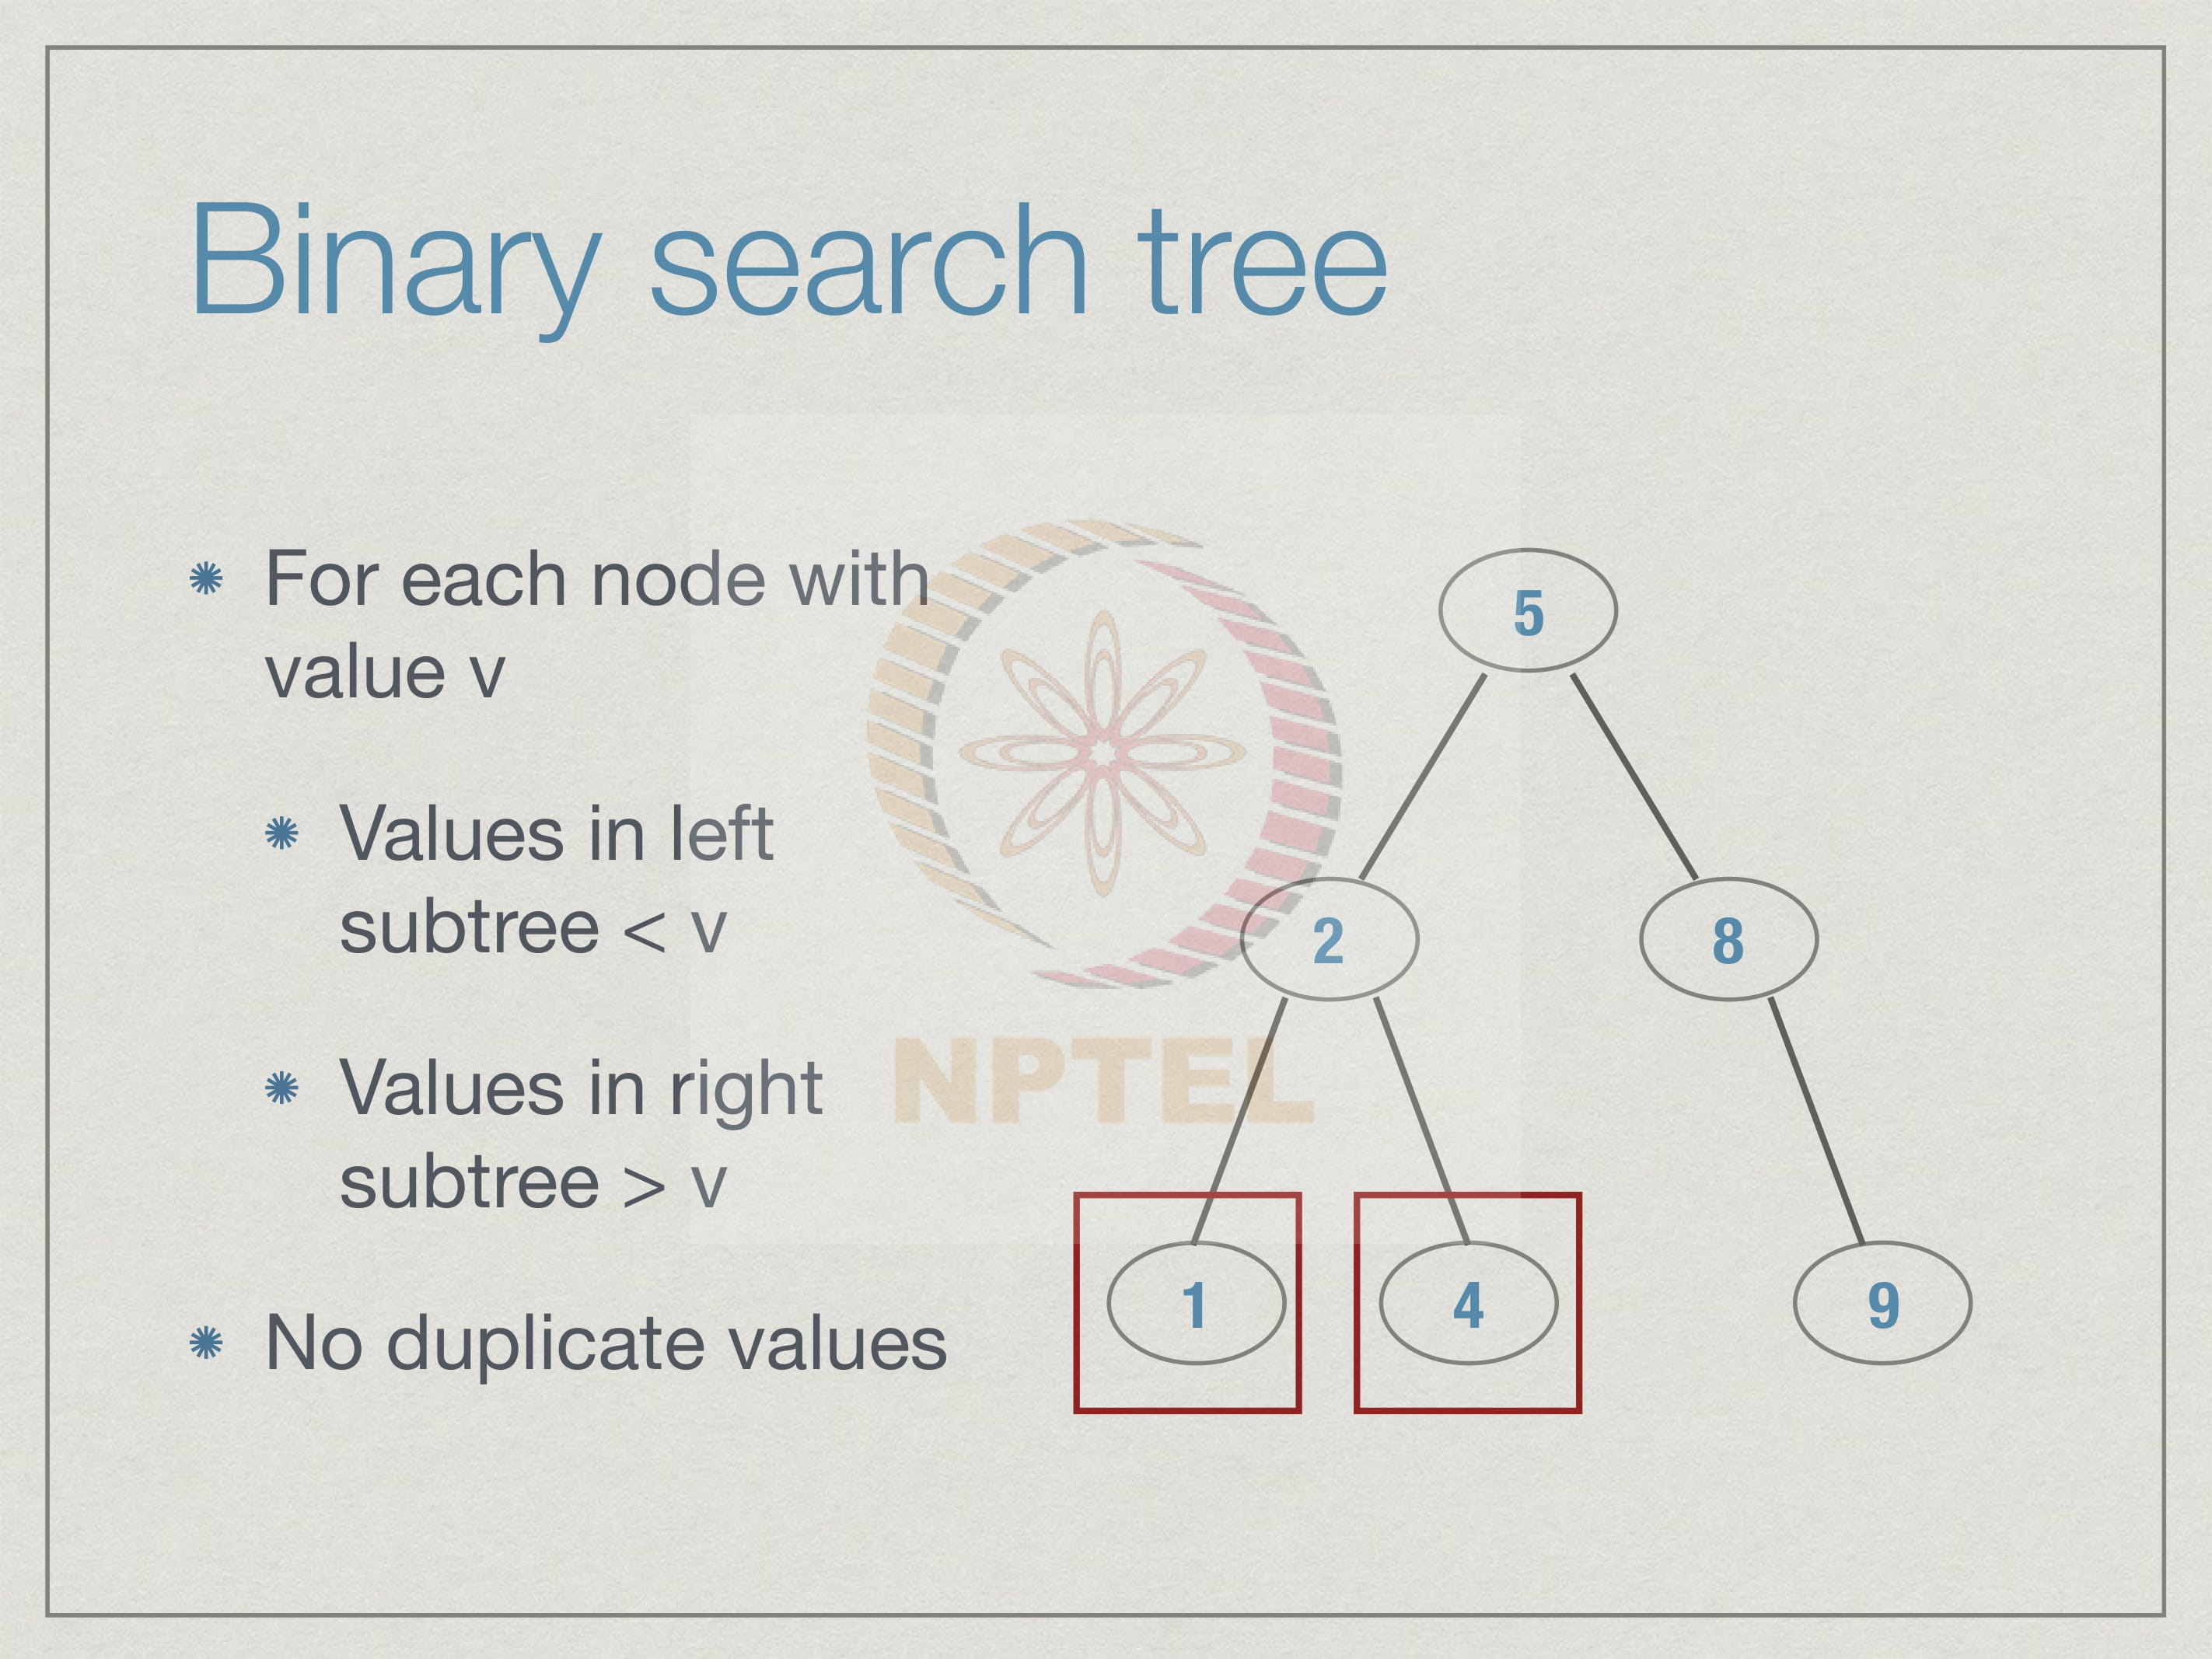 Binary search tree
✺ For each node with
value v
✺ Values in left
subtree < v
✺ Values in right
subtree > v
✺ No duplicate values
5
2
8
NPTEL
1
4
9